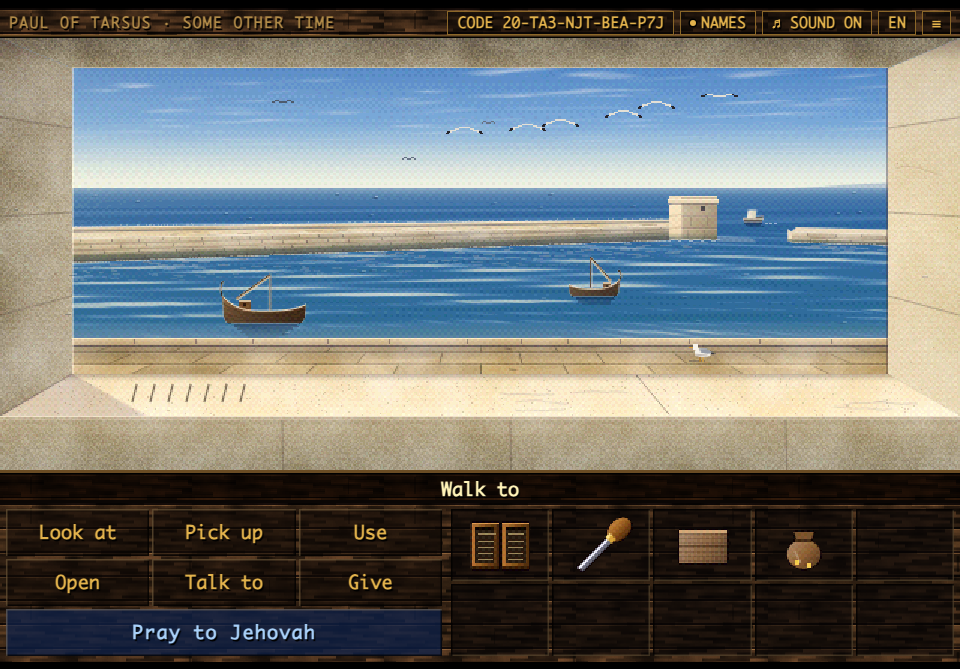 PAUL OF TARSUS · SOME OTHER TIME
CODE 20-TA3-NJT-BEA-P7J
NAMES
♬ SOUND ON
EN
≡
Walk to
Look at
Pick up
Use
Open
Talk to
Give
Pray to Jehovah